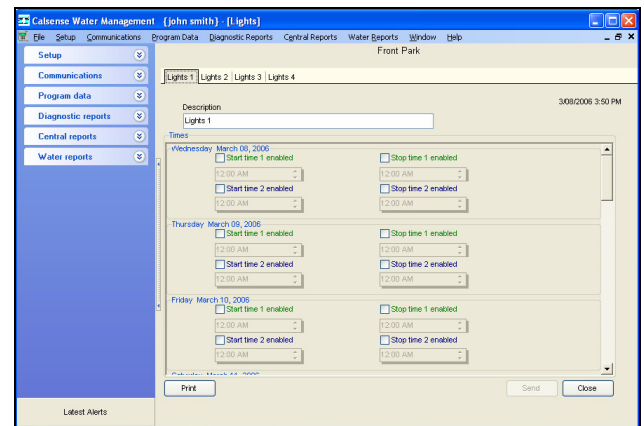 Calsense Water Management {john smith} - [Lights]
File Setup Communications Program Data Diagnostic Reports Central Reports Water Reports Window Help
Front Park
Setup
Communications
Program data
Diagnostic reports
Central reports
Water reports
Lights 1 Lights 2 Lights 3 Lights 4
3/08/2006 3:50 PM
Description
Lights 1
Times
Wednesday March 08, 2006
Start time 1 enabled Stop time 1 enabled
12:00 AM 12:00 AM
Start time 2 enabled Stop time 2 enabled
12:00 AM 12:00 AM
Thursday March 09, 2006
Start time 1 enabled Stop time 1 enabled
12:00 AM 12:00 AM
Start time 2 enabled Stop time 2 enabled
12:00 AM 12:00 AM
Friday March 10, 2006
Start time 1 enabled Stop time 1 enabled
12:00 AM 12:00 AM
Start time 2 enabled Stop time 2 enabled
12:00 AM 12:00 AM
Saturday March 11, 2006
Print Send Close
Latest Alerts